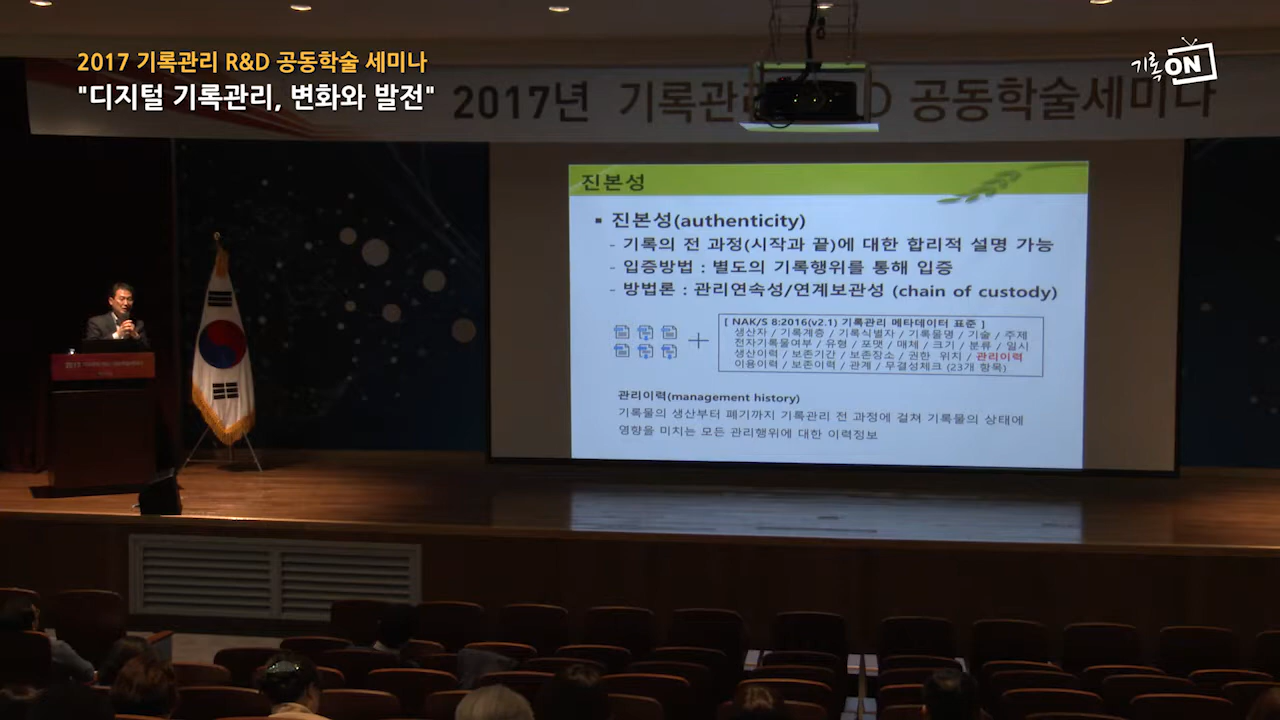 2017 기록관리 R&D 공동학술 세미나
"디지털 기록관리, 변화와 발전"
기록ON
2017년 기록관 D 공동학술세미나
진본성
▪ 진본성(authenticity)
- 기록의 전 과정(시작과 끝)에 대한 합리적 설명 가능
- 입증방법 : 별도의 기록행위를 통해 입증
- 방법론 : 관리연속성/연계보관성 (chain of custody)
[ NAK/S 8:2016(v2.1) 기록관리 메타데이터 표준 ]
생산자 / 기록계층 / 기록식별자 / 기록물명 / 기술 / 주제
전자기록물여부 / 유형 / 포맷 / 매체 / 크기 / 분류 / 일시
생산이력 / 보존기간 / 보존장소 / 권한 위치 / 관리이력
이용이력 / 보존이력 / 관계 / 무결성체크 (23개 항목)
관리이력(management history)
기록물의 생산부터 폐기까지 기록관리 전 과정에 걸쳐 기록물의 상태에
영향을 미치는 모든 관리행위에 대한 이력정보
2017